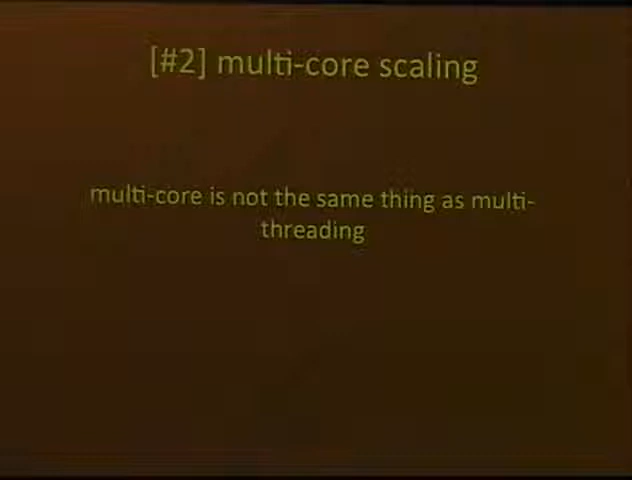 [#2] multi-core scaling
multi-core is not the same thing as multi-
threading